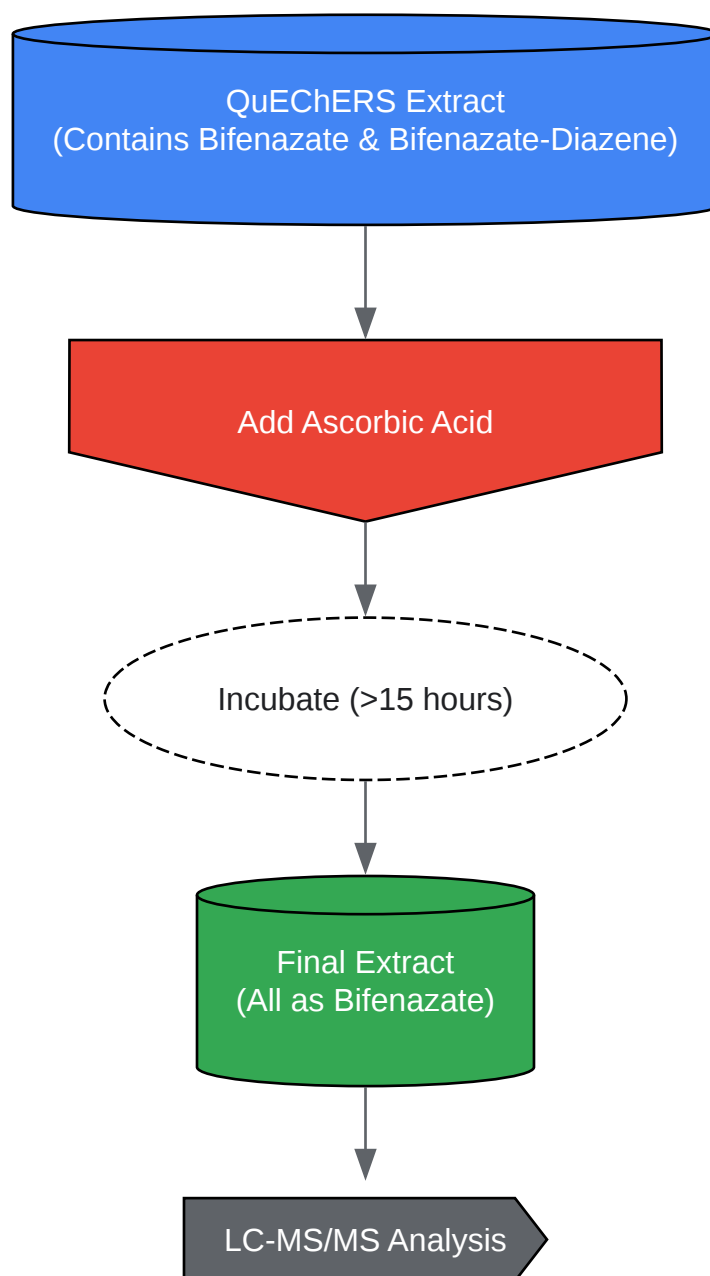 QuEChERS Extract
(Contains Bifenazate & Bifenazate-Diazene)
Add Ascorbic Acid
Incubate (>15 hours)
Final Extract
(All as Bifenazate)
LC-MS/MS Analysis